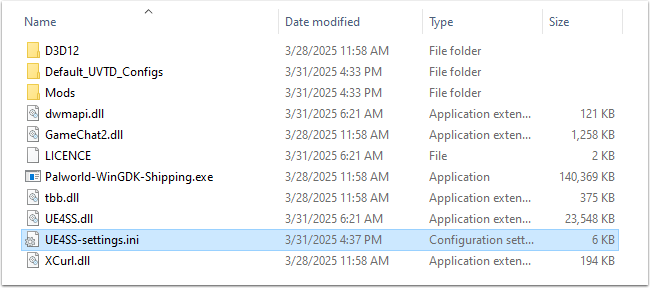 Name Date modified Type Size
D3D12 3/28/2025 11:58 AM File folder
Default_UVTD_Configs 3/31/2025 4:33 PM File folder
Mods 3/31/2025 4:33 PM File folder
dwmapi.dll 3/31/2025 6:21 AM Application exten... 121 KB
GameChat2.dll 3/28/2025 11:58 AM Application exten... 1,258 KB
LICENCE 3/31/2025 6:21 AM File 2 KB
Palworld-WinGDK-Shipping.exe 3/28/2025 11:58 AM Application 140,369 KB
tbb.dll 3/28/2025 11:58 AM Application exten... 375 KB
UE4SS.dll 3/31/2025 6:21 AM Application exten... 23,548 KB
UE4SS-settings.ini 3/31/2025 4:37 PM Configuration sett... 6 KB
XCurl.dll 3/28/2025 11:58 AM Application exten... 194 KB